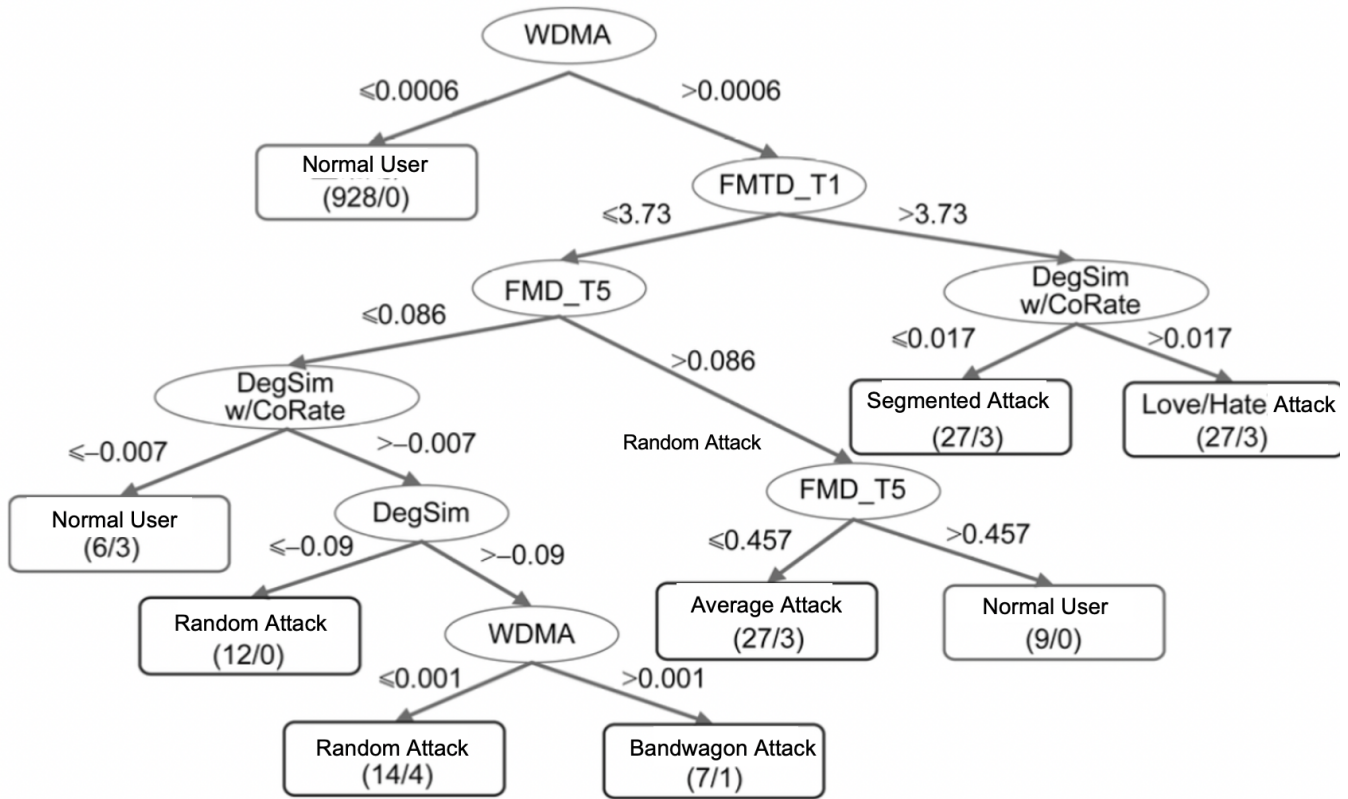 WDMA
⩽0.0006
>0.0006
Normal User
(928/0)
FMTD_T1
⩽3.73
>3.73
FMD_T5
DegSim
w/CoRate
⩽0.086
>0.086
⩽0.017
>0.017
DegSim
w/CoRate
Segmented Attack
(27/3)
Love/Hate Attack
(27/3)
⩽–0.007
>–0.007
Random Attack
FMD_T5
Normal User
(6/3)
DegSim
⩽–0.09
>–0.09
⩽0.457
>0.457
Random Attack
(12/0)
WDMA
Average Attack
(27/3)
Normal User
(9/0)
⩽0.001
>0.001
Random Attack
(14/4)
Bandwagon Attack
(7/1)